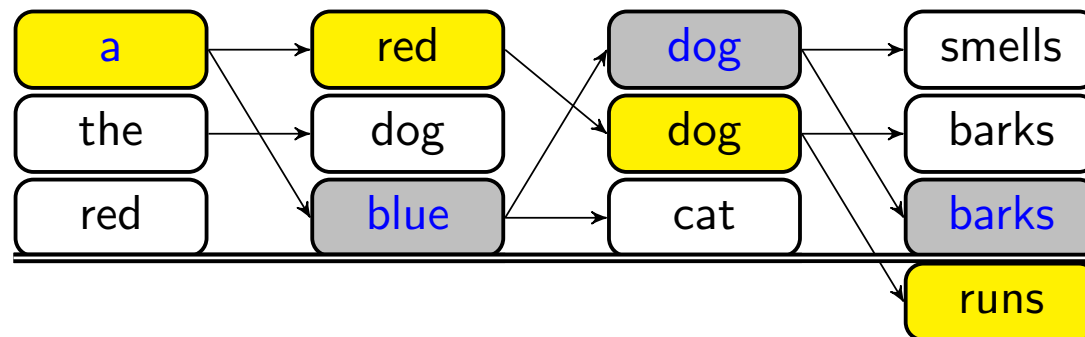 a red dog smells
the dog dog barks
red blue cat barks
runs